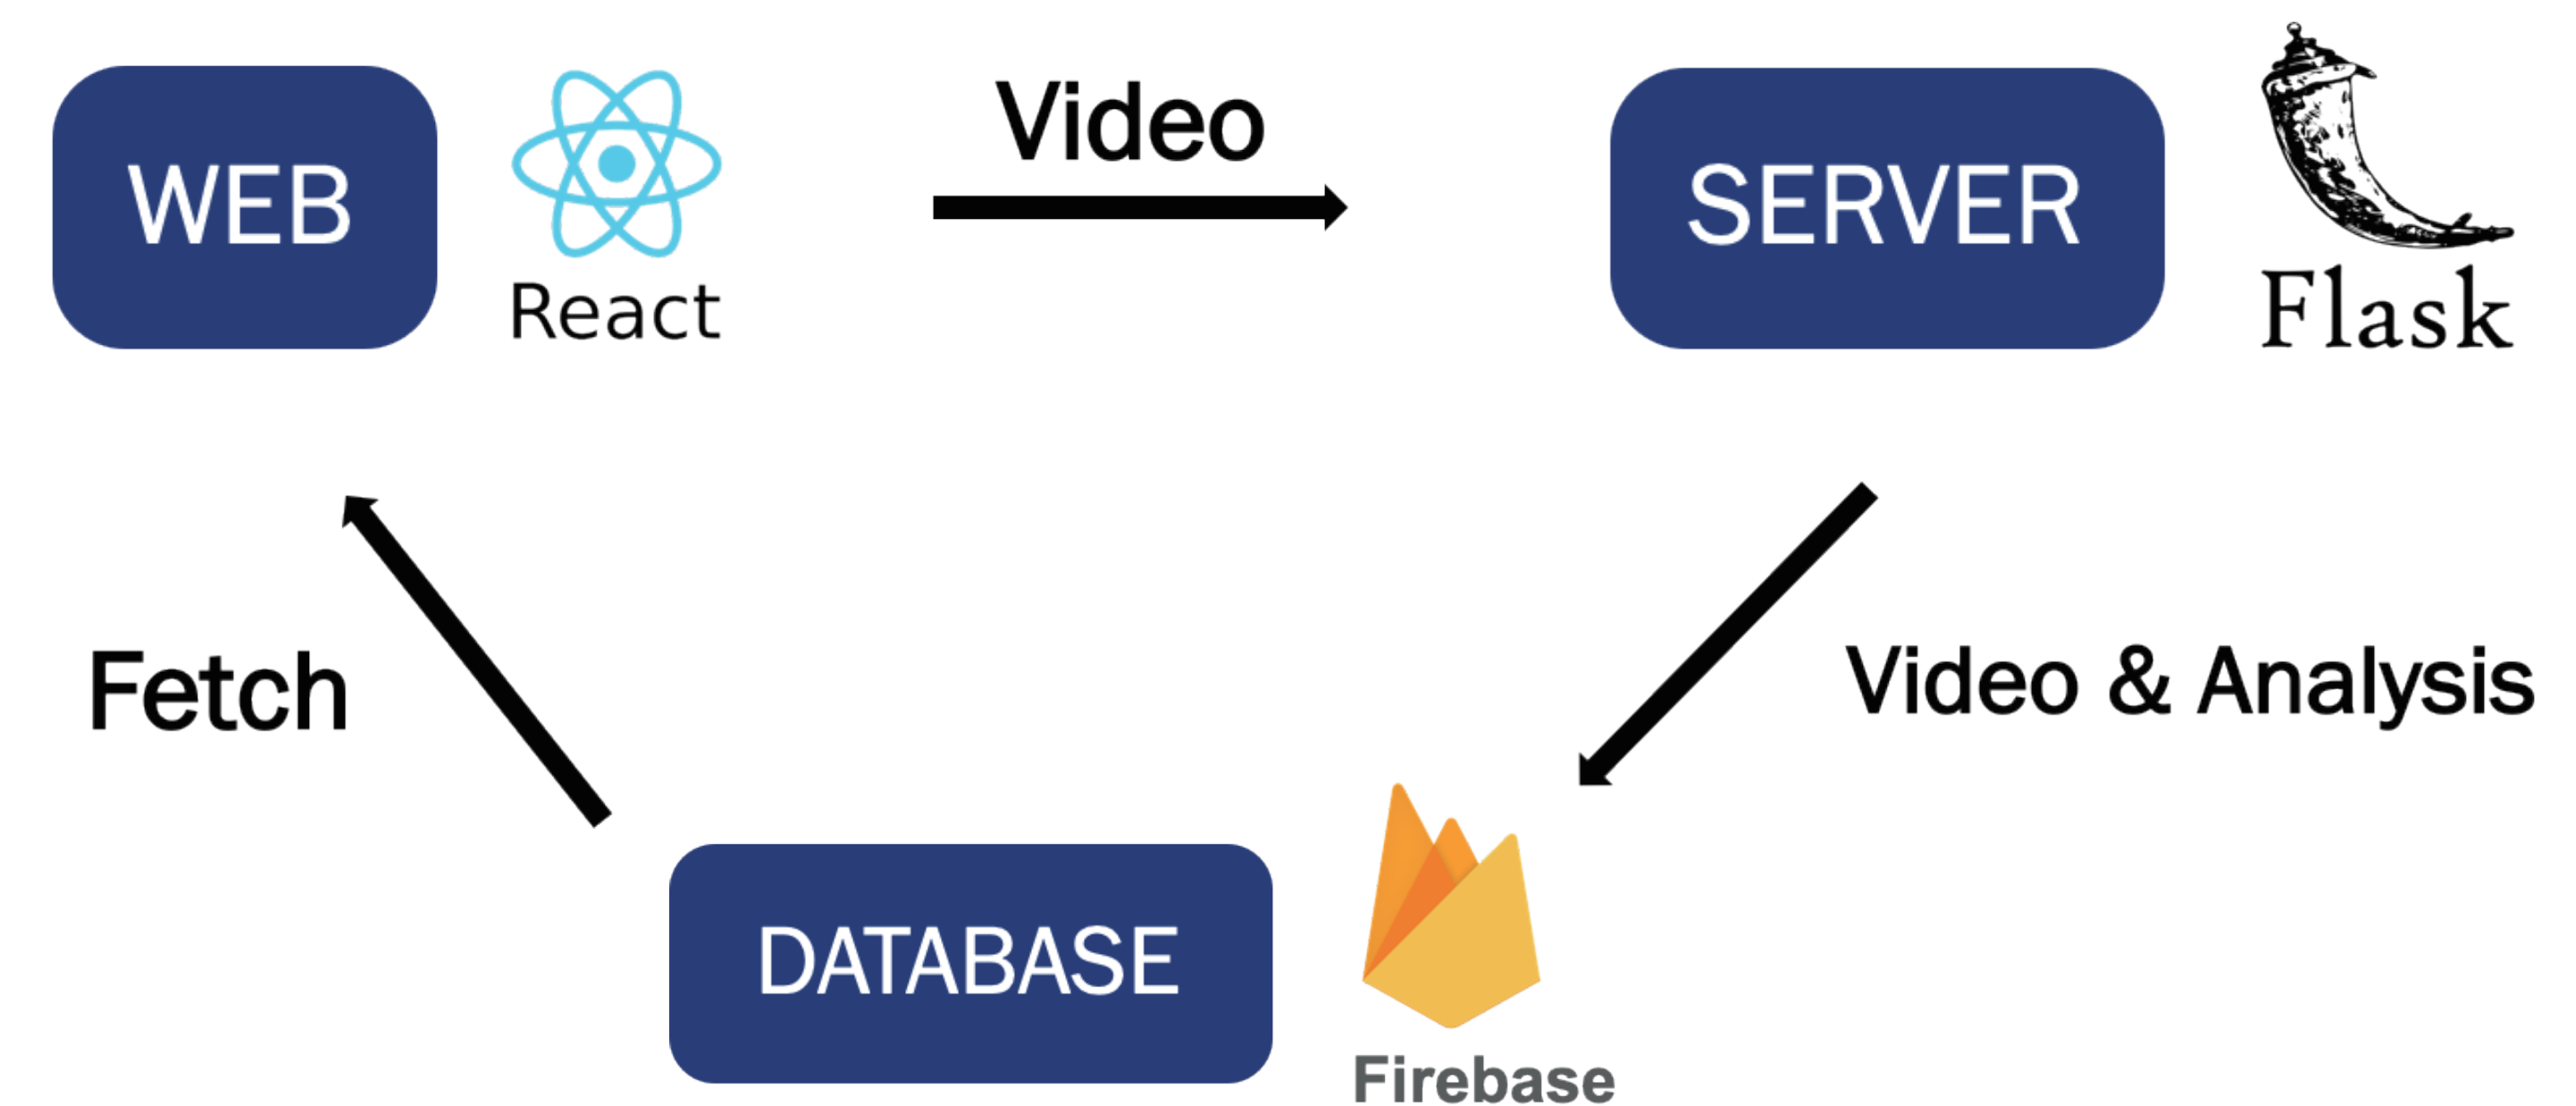 WEB
React
Video
SERVER
Flask
Fetch
Video & Analysis
DATABASE
Firebase